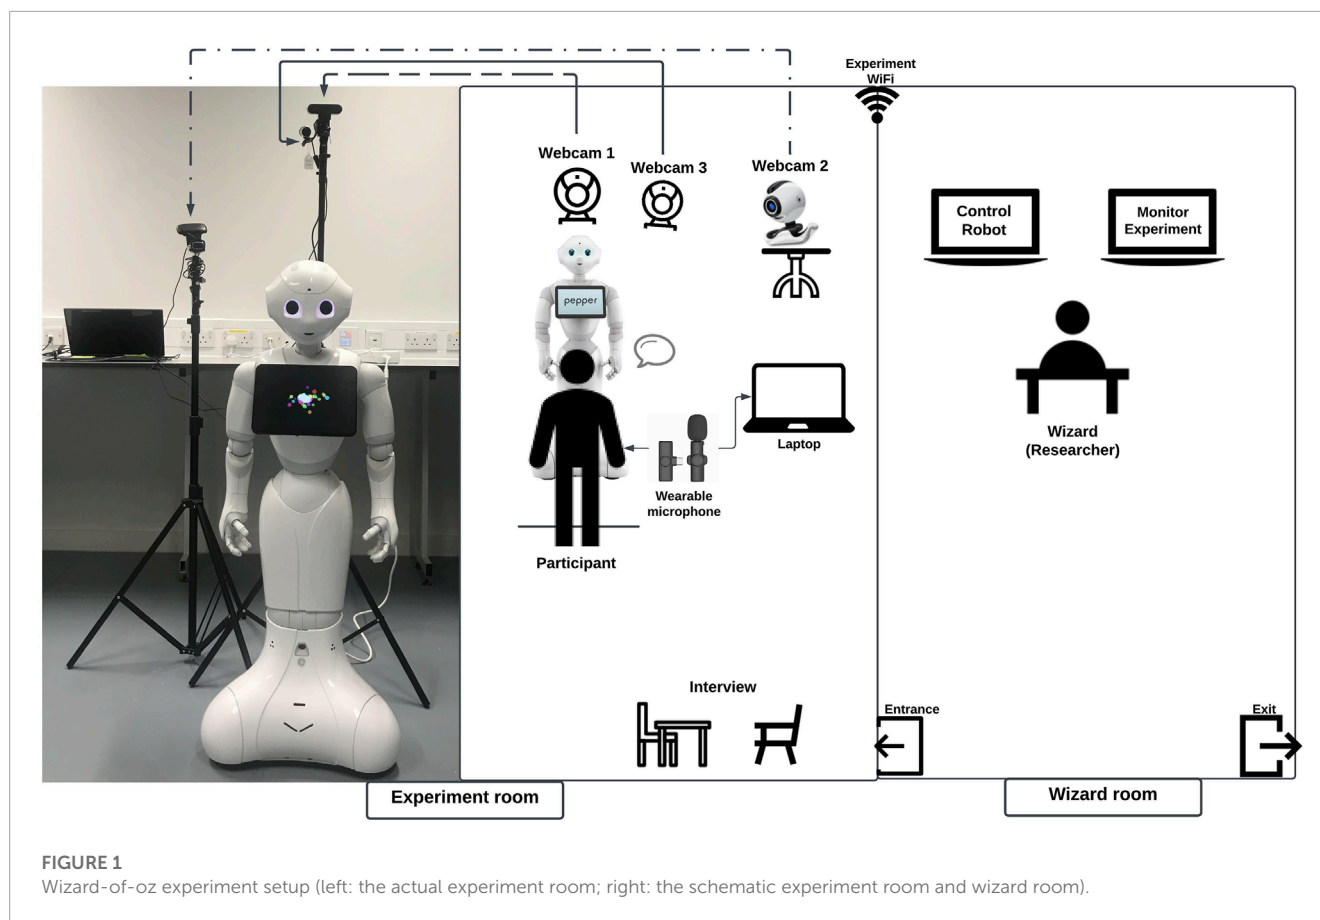 Experiment
WiFi
Webcam 1
Webcam 3
Webcam 2
Control
Robot
Monitor
Experiment
pepper
Laptop
Wizard
(Researcher)
Wearable
microphone
Participant
Interview
Entrance
Exit
Experiment room
Wizard room
FIGURE 1
Wizard-of-oz experiment setup (left: the actual experiment room; right: the schematic experiment room and wizard room).